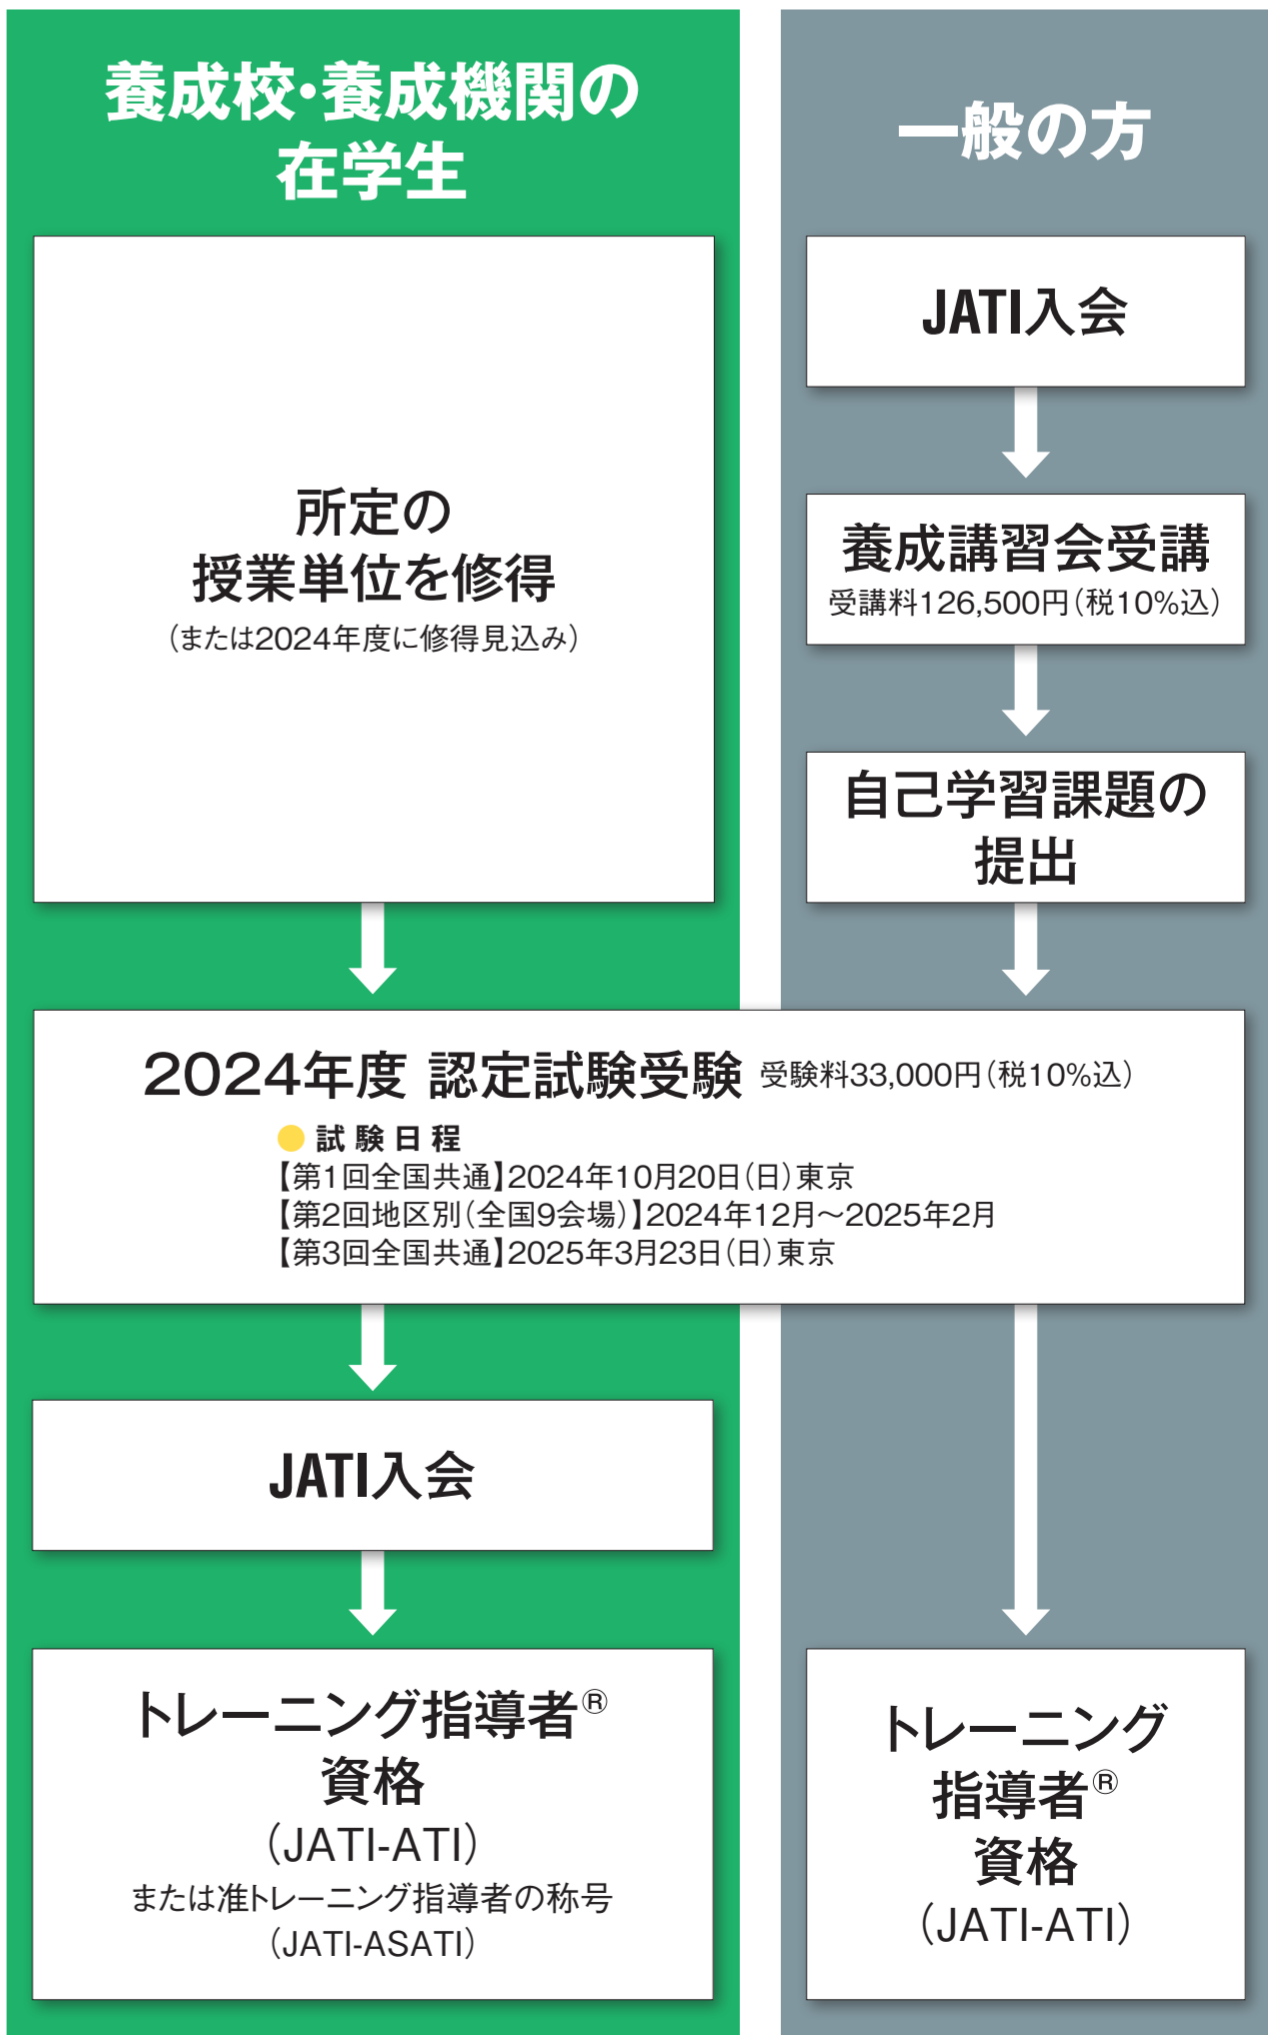 養成校・養成機関の
在学生
所定の
授業単位を修得
（または2024年度に修得見込み）
一般の方
JATI入会
養成講習会受講
受講料126,500円（税10%込）
自己学習課題の
提出
2024年度 認定試験受験 受験料33,000円（税10%込）
試験日程
【第1回全国共通】2024年10月20日（日）東京
【第2回地区別（全国9会場）】2024年12月〜2025年2月
【第3回全国共通】2025年3月23日（日）東京
JATI入会
トレーニング指導者®
資格
（JATI-ATI）
または准トレーニング指導者の称号
（JATI-ASATI）
トレーニング
指導者®
資格
（JATI-ATI）